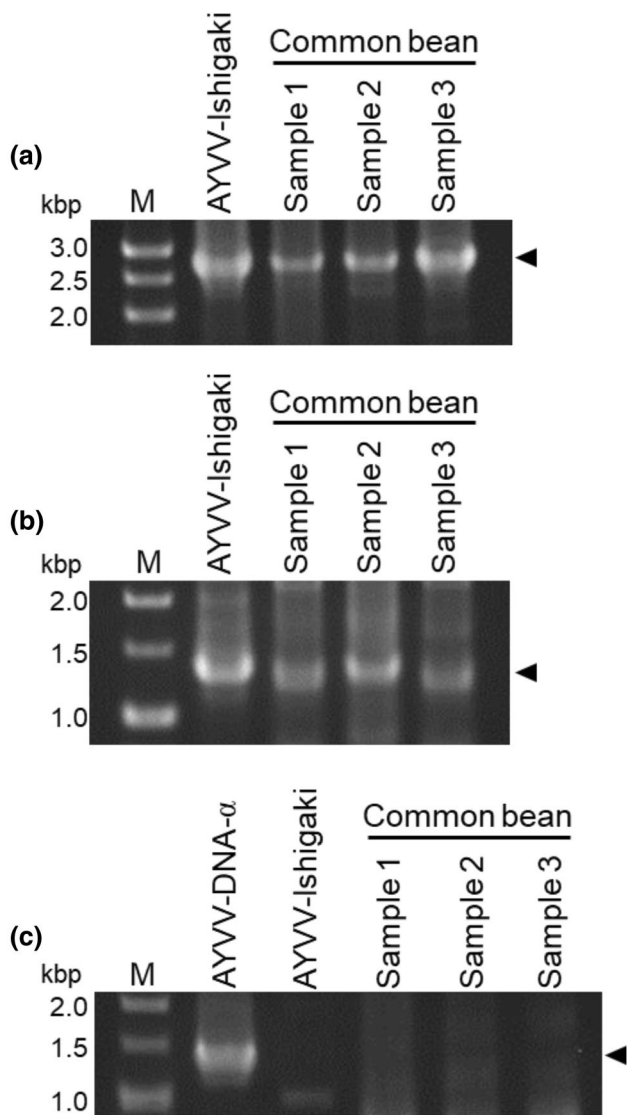 (a)
Common bean
AYVV-Ishigaki
Sample 1
Sample 2
Sample 3
kbp
M
3.0
2.5
2.0
(b)
Common bean
AYVV-Ishigaki
Sample 1
Sample 2
Sample 3
kbp
M
2.0
1.5
1.0
(c)
Common bean
AYVV-DNA-α
AYVV-Ishigaki
Sample 1
Sample 2
Sample 3
kbp
M
2.0
1.5
1.0